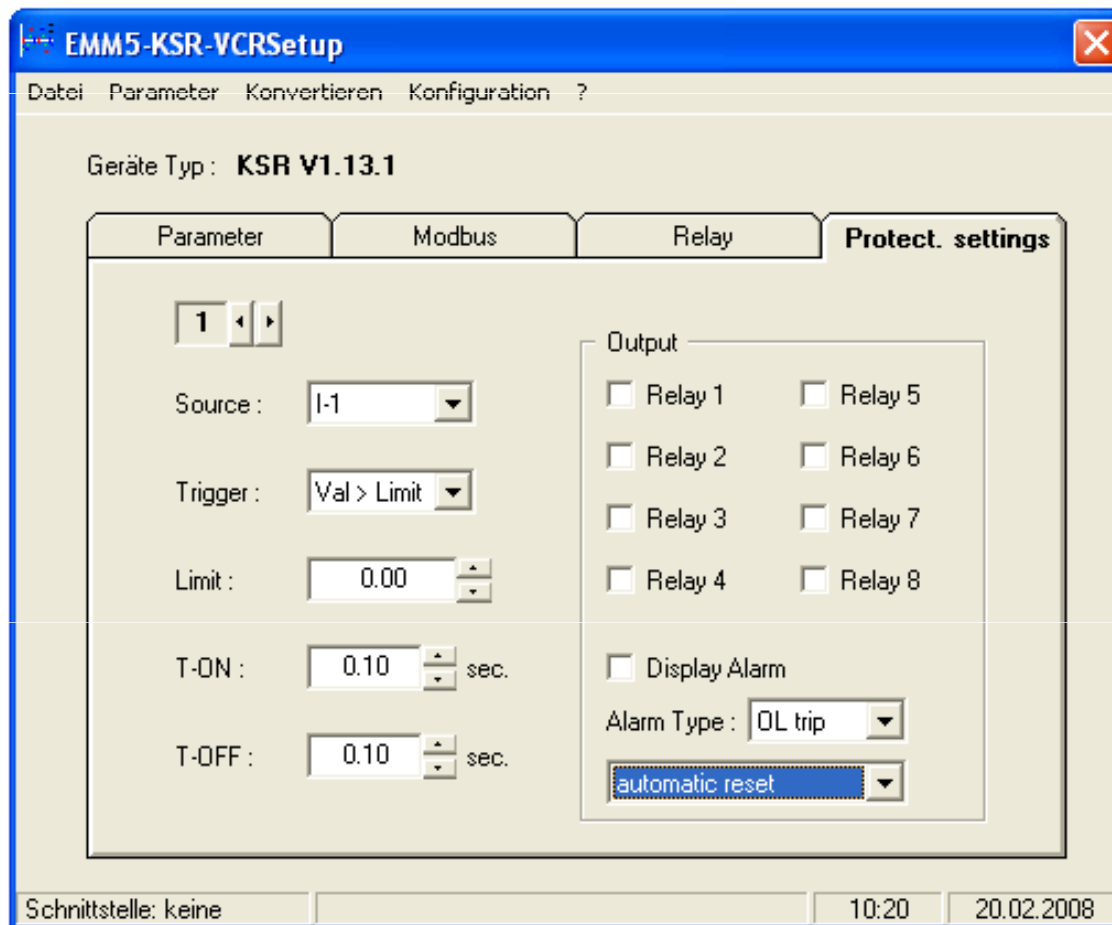 EMM5-KSR-VCRSetup
Datei Parameter Konvertieren Konfiguration ?
Geräte Typ : KSR V1.13.1
Parameter Modbus Relay Protect. settings
1
Source : I-1
Trigger : Val > Limit
Limit : 0.00
T-ON : 0.10 sec.
T-OFF : 0.10 sec.
Output
Relay 1 Relay 5
Relay 2 Relay 6
Relay 3 Relay 7
Relay 4 Relay 8
Display Alarm
Alarm Type : OL trip
automatic reset
Schnittstelle: keine 10:20 20.02.2008